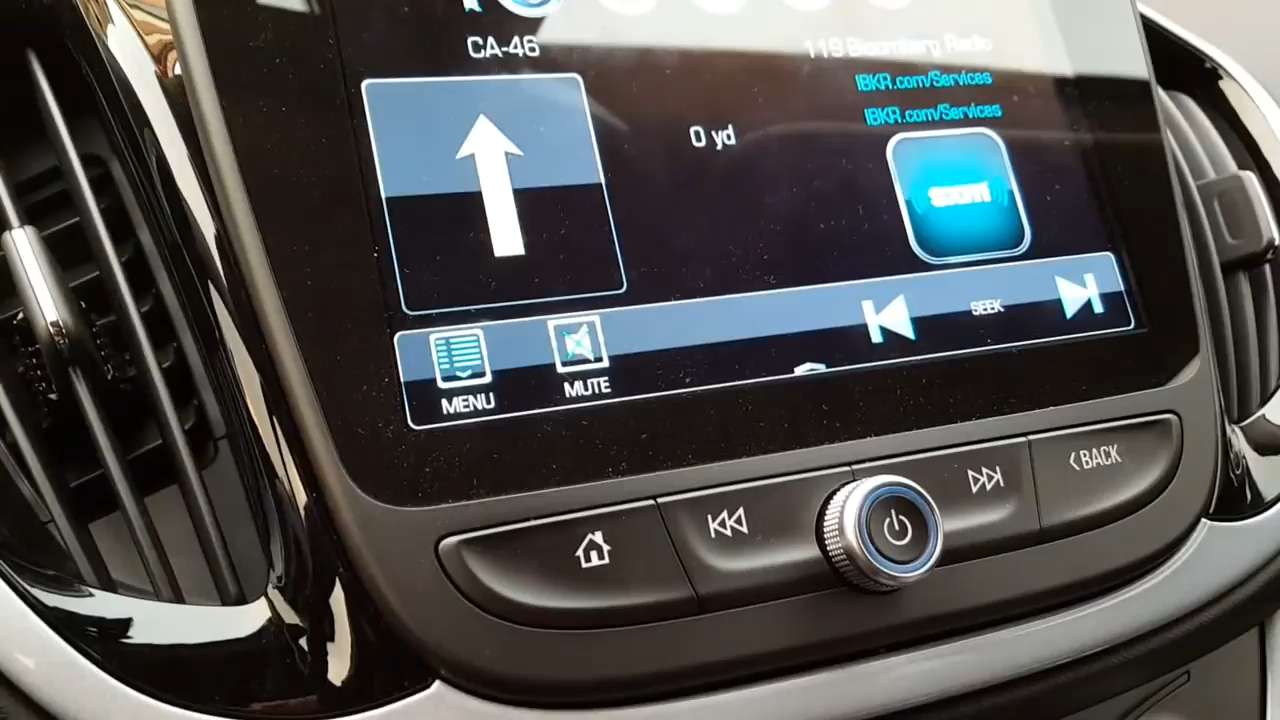 CA-46
119 Bloomberg Radio
IBKR.com/Services
IBKR.com/Services
0 yd
SEEK
MENU
MUTE
BACK